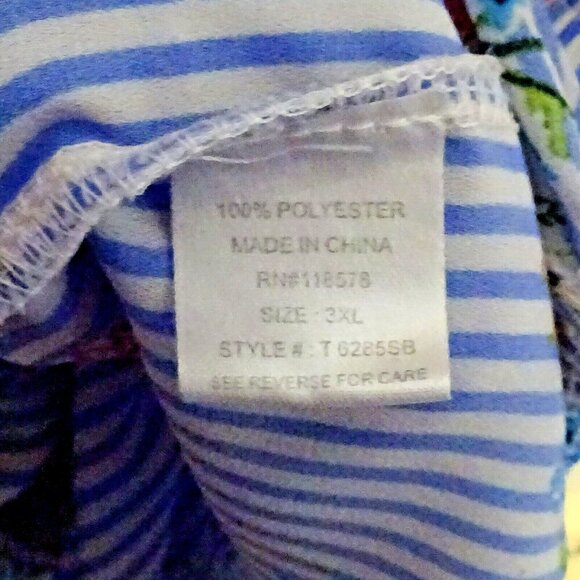 100% POLYESTER
MADE IN CHINA
RN#118578
SIZE : 3XL
STYLE # : T 6285SB
SEE REVERSE FOR CARE